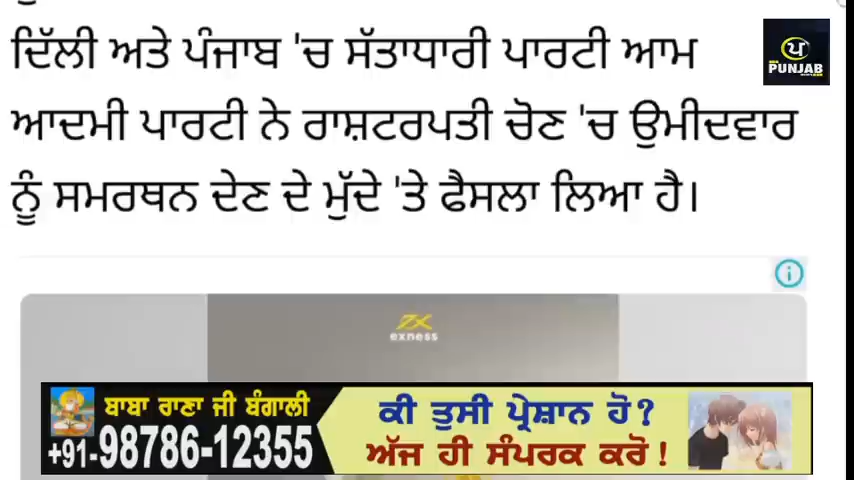 ਦਿੱਲੀ ਅਤੇ ਪੰਜਾਬ 'ਚ ਸੱਤਾਧਾਰੀ ਪਾਰਟੀ ਆਮ
ਆਦਮੀ ਪਾਰਟੀ ਨੇ ਰਾਸ਼ਟਰਪਤੀ ਚੋਣ 'ਚ ਉਮੀਦਵਾਰ
ਨੂੰ ਸਮਰਥਨ ਦੇਣ ਦੇ ਮੁੱਦੇ 'ਤੇ ਫੈਸਲਾ ਲਿਆ ਹੈ।
ਪ
PUNJAB
exness
ਬਾਬਾ ਰਾਣਾ ਜੀ ਬੰਗਾਲੀ
+91-98786-12355
ਕੀ ਤੁਸੀ ਪ੍ਰੇਸ਼ਾਨ ਹੋ?
ਅੱਜ ਹੀ ਸੰਪਰਕ ਕਰੋ!